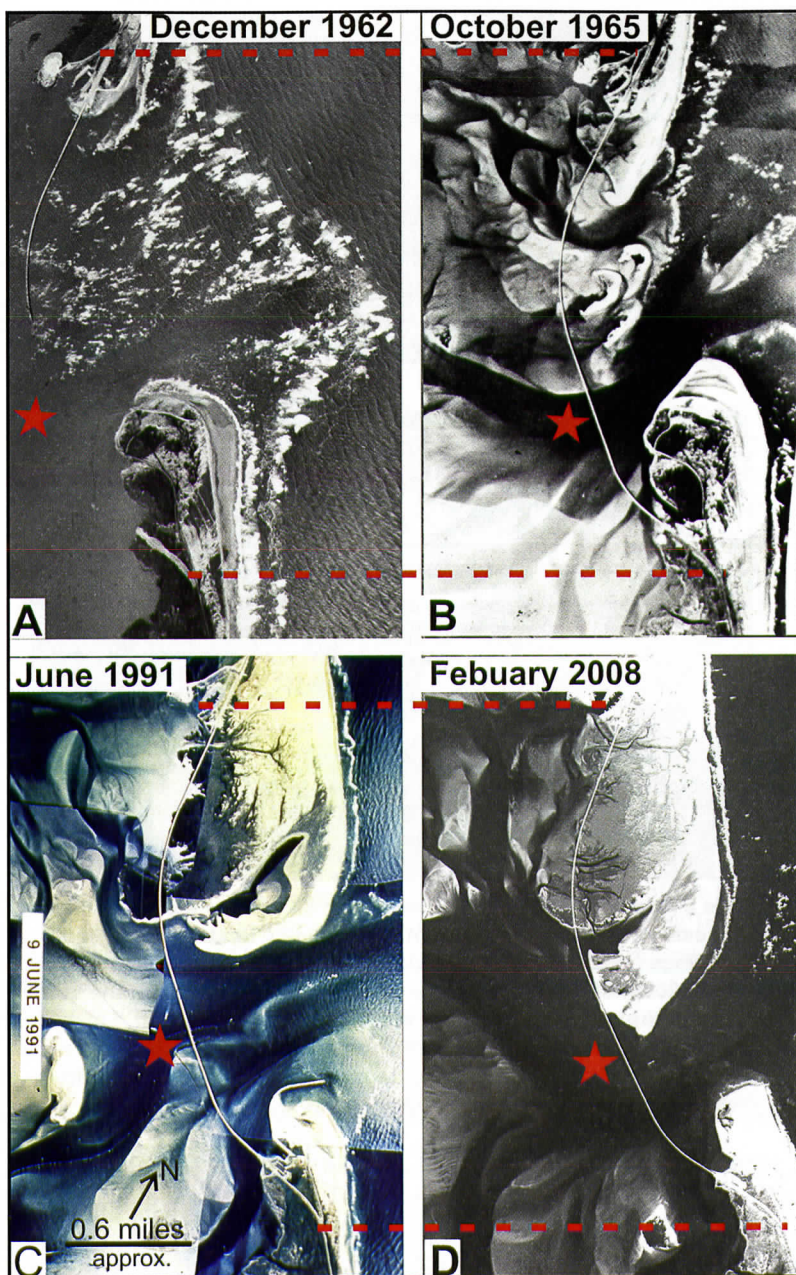 December 1962
October 1965
A
B
June 1991
Febuary 2008
9 JUNE 1991
N
0.6 miles
approx.
C
D